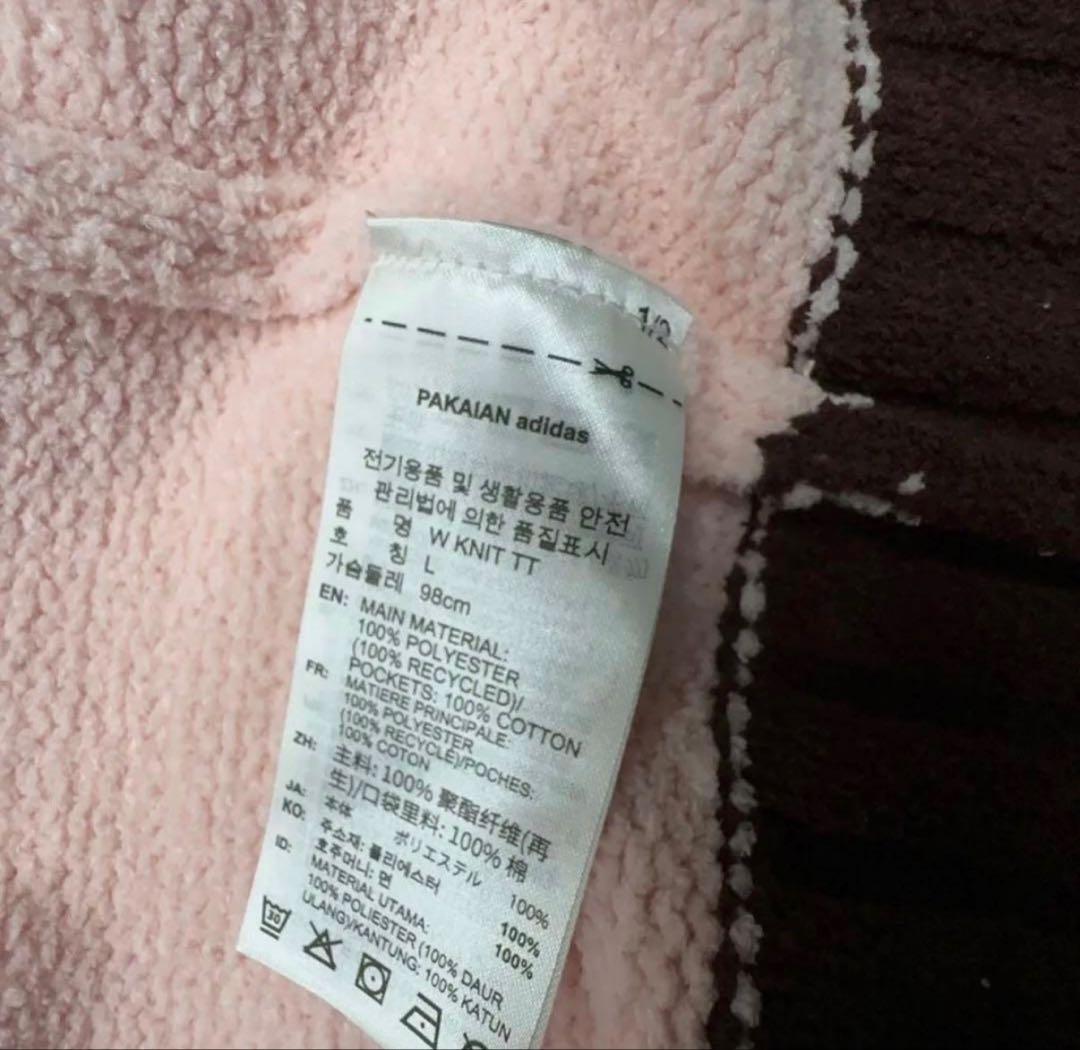 1/2
PAKAIAN adidas
전기용품 및 생활용품 안전
관리법에 의한 품질표시
품 명 W KNIT TT
호 칭 L
가슴둘레 98cm
EN: MAIN MATERIAL:
100% POLYESTER
(100% RECYCLED)/
POCKETS: 100% COTTON
FR: MATIERE PRINCIPALE:
100% POLYESTER
(100% RECYCLE)/POCHES:
100% COTON
ZH: 主料: 100% 聚酯纤维(再
生)/口袋里料: 100% 棉
JA: 本体 ポリエステル 100%
KO: 주소재: 폴리에스터 100%
호주머니: 면 100%
ID: MATERIAL UTAMA:
100% POLIESTER (100% DAUR
ULANG)/KANTUNG: 100% KATUN
30